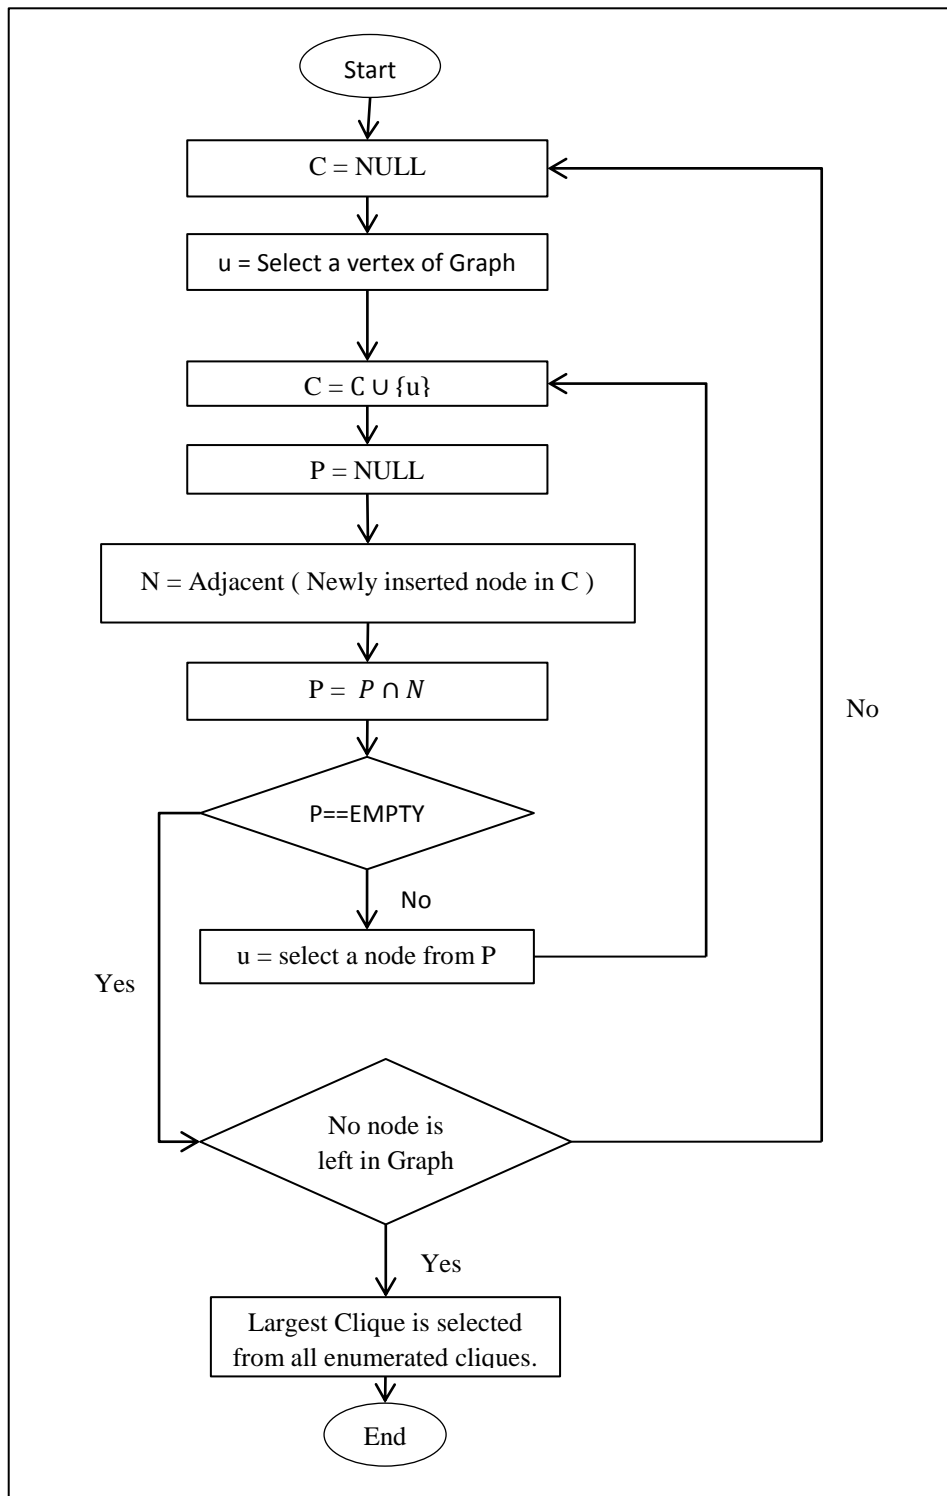 Start
C = NULL
u = Select a vertex of Graph
C = C ∪ {u}
P = NULL
N = Adjacent ( Newly inserted node in C )
P = P ∩ N
No
P==EMPTY
No
u = select a node from P
Yes
No node is
left in Graph
Yes
Largest Clique is selected
from all enumerated cliques.
End